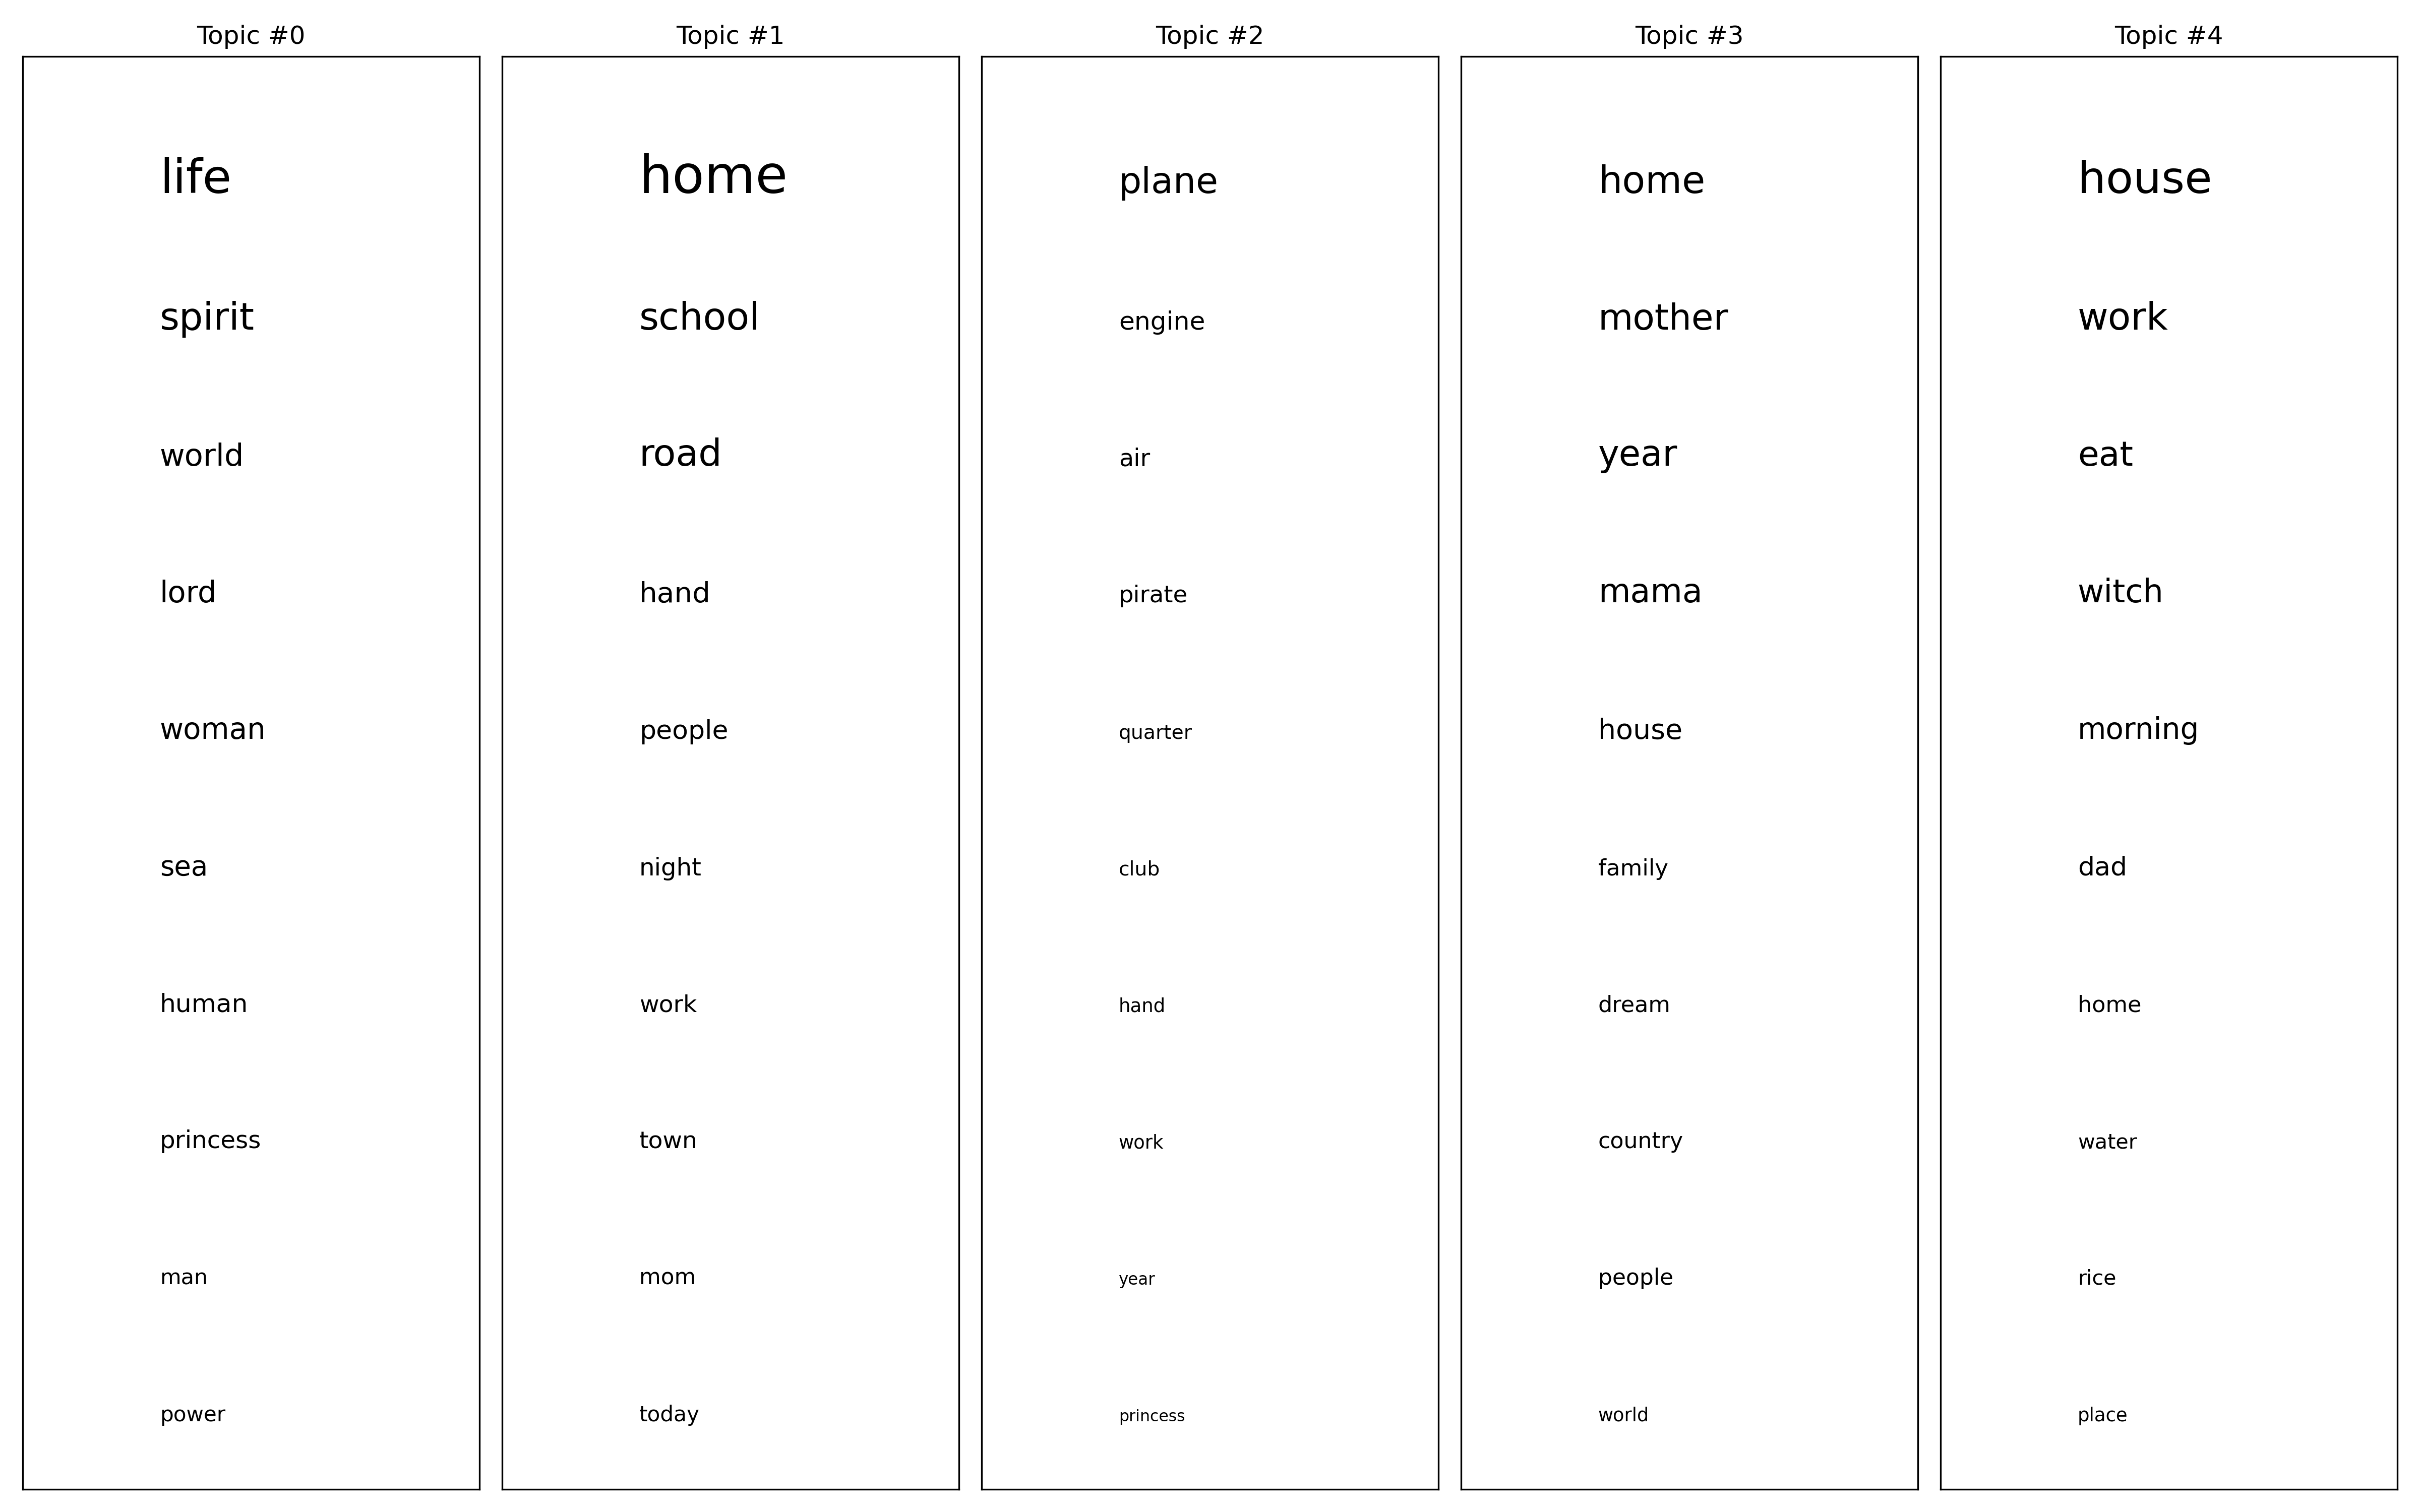 Topic #0
life
spirit
world
lord
woman
sea
human
princess
man
power
Topic #1
home
school
road
hand
people
night
work
town
mom
today
Topic #2
plane
engine
air
pirate
quarter
club
hand
work
year
princess
Topic #3
home
mother
year
mama
house
family
dream
country
people
world
Topic #4
house
work
eat
witch
morning
dad
home
water
rice
place